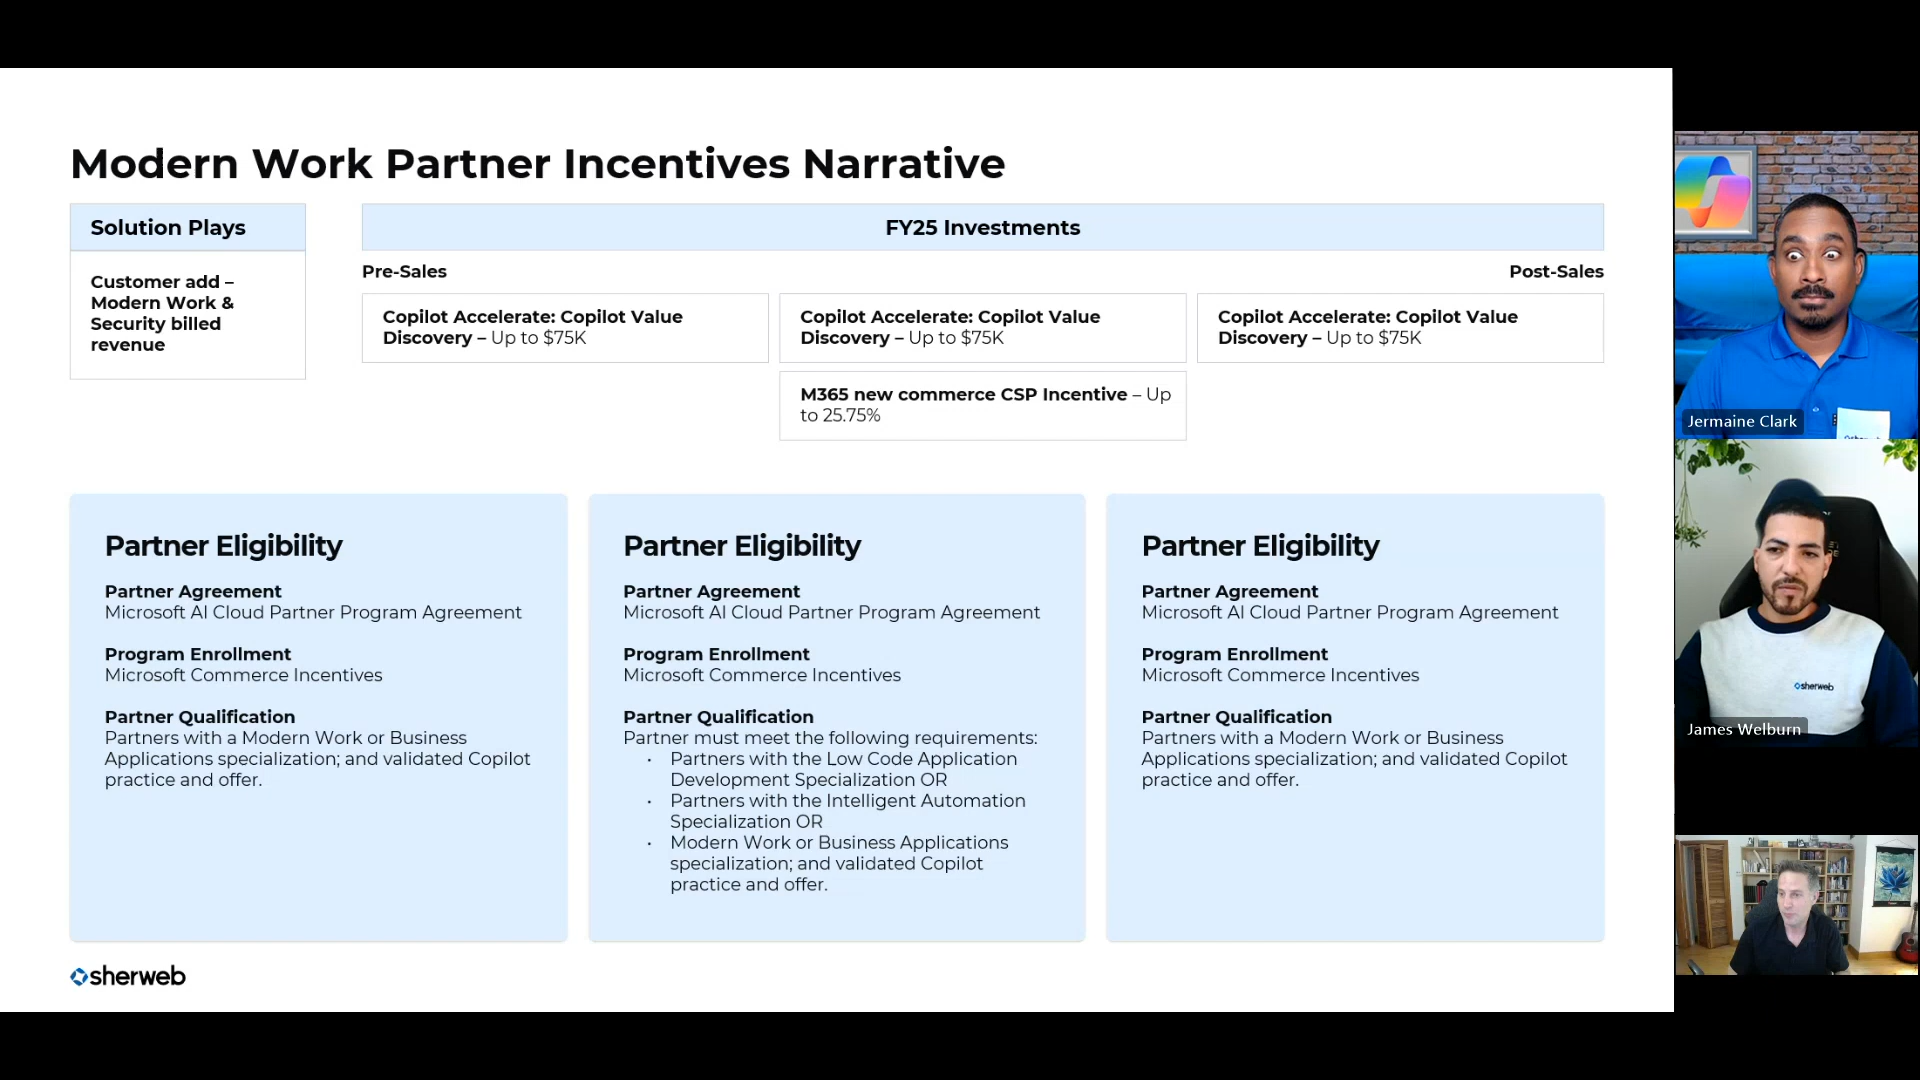 Modern Work Partner Incentives Narrative
Solution Plays
Customer add –
Modern Work &
Security billed
revenue
FY25 Investments
Pre-Sales
Post-Sales
Copilot Accelerate: Copilot Value
Discovery – Up to $75K
Copilot Accelerate: Copilot Value
Discovery – Up to $75K
Copilot Accelerate: Copilot Value
Discovery – Up to $75K
M365 new commerce CSP Incentive – Up
to 25.75%
Partner Eligibility
Partner Agreement
Microsoft AI Cloud Partner Program Agreement
Program Enrollment
Microsoft Commerce Incentives
Partner Qualification
Partners with a Modern Work or Business
Applications specialization; and validated Copilot
practice and offer.
Partner Eligibility
Partner Agreement
Microsoft AI Cloud Partner Program Agreement
Program Enrollment
Microsoft Commerce Incentives
Partner Qualification
Partner must meet the following requirements:
• Partners with the Low Code Application
Development Specialization OR
• Partners with the Intelligent Automation
Specialization OR
• Modern Work or Business Applications
specialization; and validated Copilot
practice and offer.
Partner Eligibility
Partner Agreement
Microsoft AI Cloud Partner Program Agreement
Program Enrollment
Microsoft Commerce Incentives
Partner Qualification
Partners with a Modern Work or Business
Applications specialization; and validated Copilot
practice and offer.
sherweb
Jermaine Clark
sherweb
James Welburn